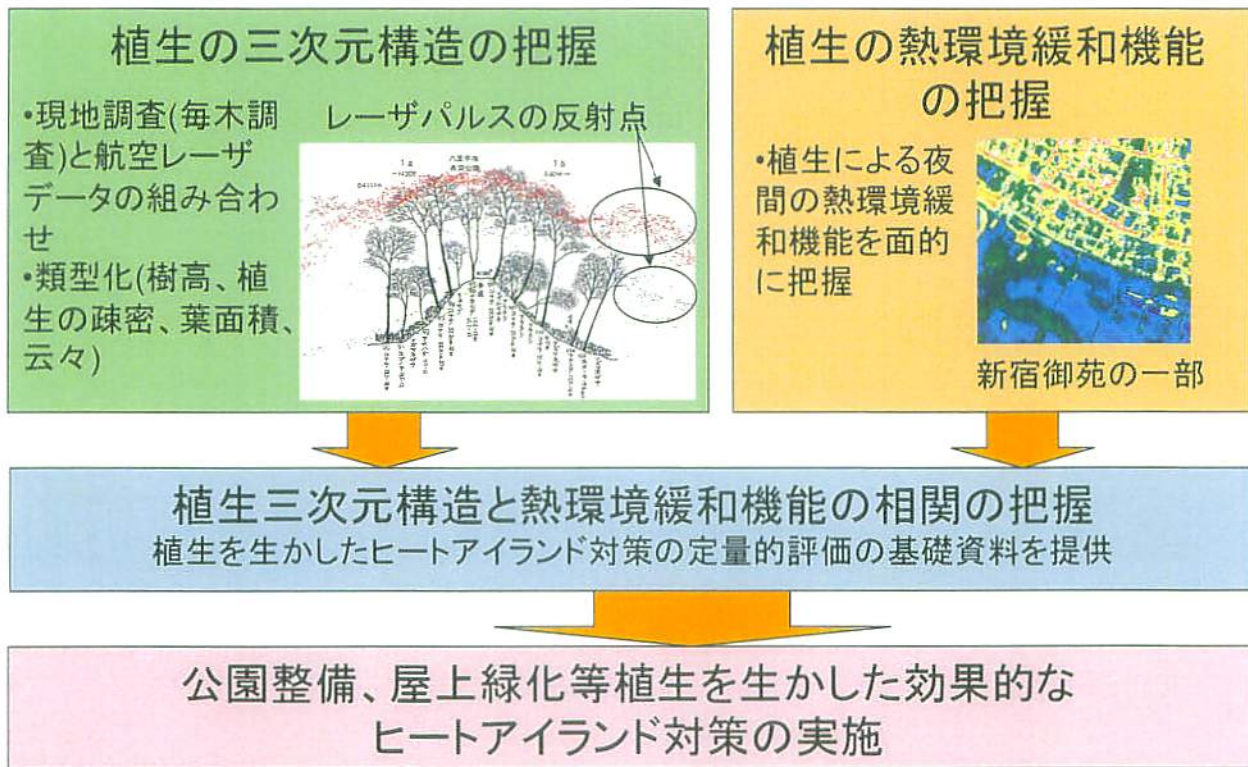 植生の三次元構造の把握
•現地調査(毎木調
査)と航空レーザ
データの組み合わ
せ
•類型化(樹高、植
生の疎密、葉面積、
云々)
レーザパルスの反射点
植生の熱環境緩和機能
の把握
•植生による夜
間の熱環境緩
和機能を面的
に把握
新宿御苑の一部
植生三次元構造と熱環境緩和機能の相関の把握
植生を生かしたヒートアイランド対策の定量的評価の基礎資料を提供
公園整備、屋上緑化等植生を生かした効果的な
ヒートアイランド対策の実施